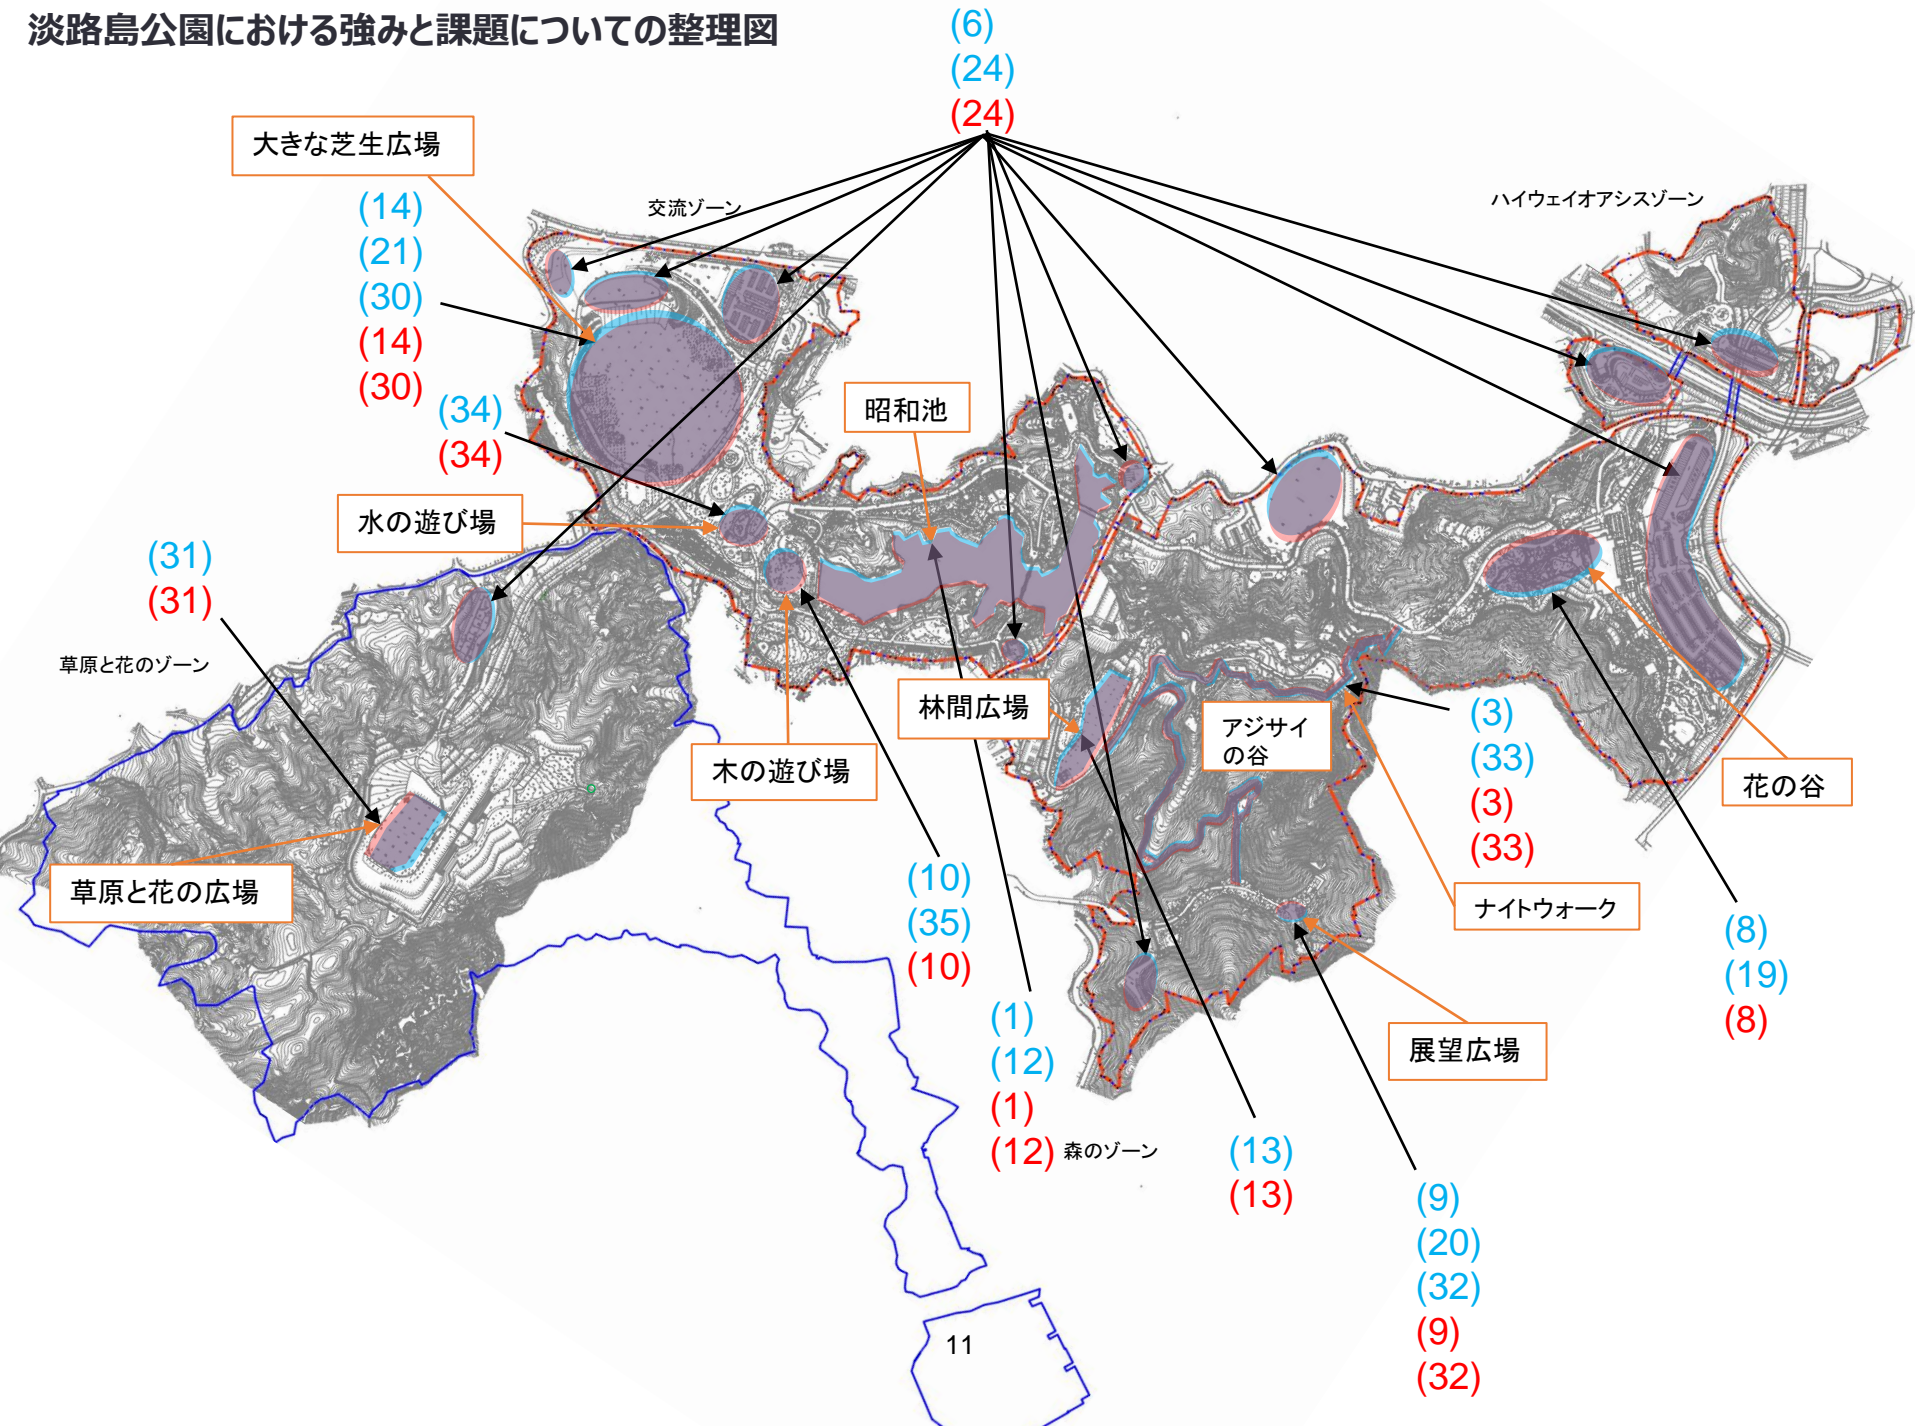 淡路島公園における強みと課題についての整理図
(6)
(24)
(24)
大きな芝生広場
(14)
(21)
(30)
(14)
(30)
交流ゾーン
ハイウェイオアシスゾーン
(34)
(34)
昭和池
水の遊び場
(31)
(31)
草原と花のゾーン
林間広場
アジサイ
の谷
(3)
(33)
(3)
(33)
木の遊び場
花の谷
草原と花の広場
(10)
(35)
(10)
ナイトウォーク
(8)
(19)
(8)
(1)
(12)
(1)
(12)
森のゾーン
展望広場
(13)
(13)
(9)
(20)
(32)
(9)
(32)
11